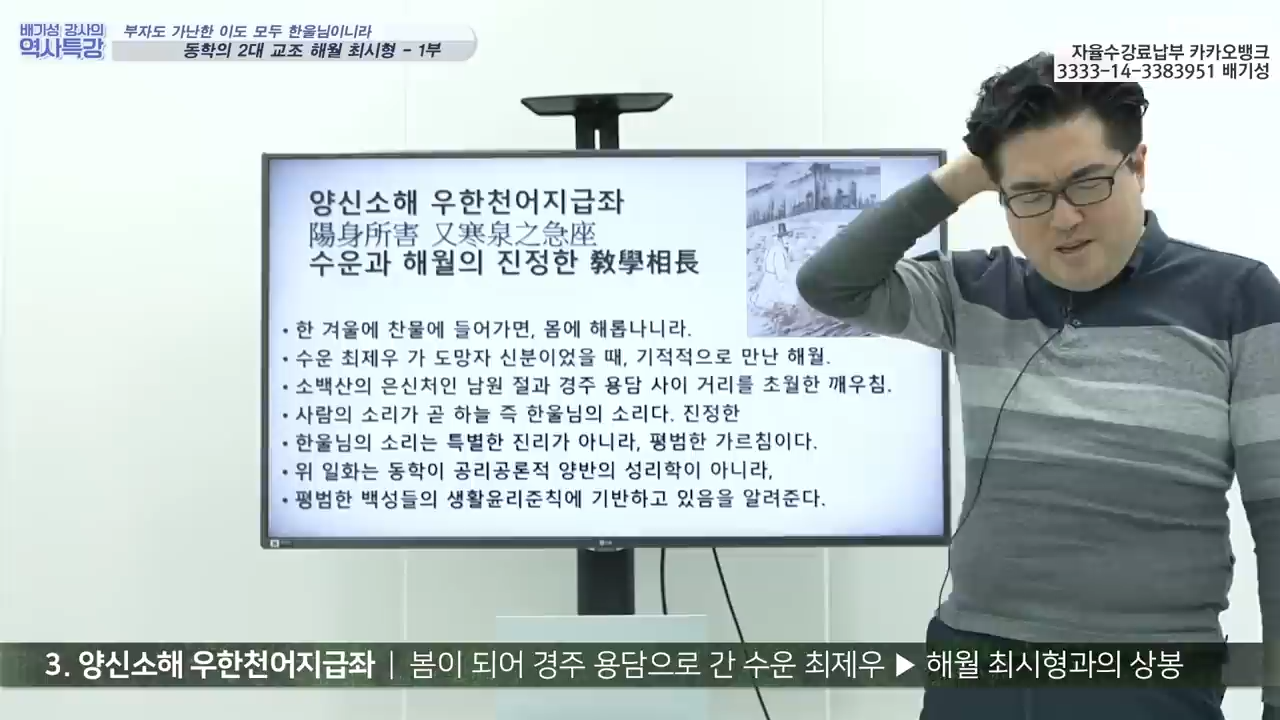 배기성 강사의
역사특강
부자도 가난한 이도 모두 한울님이니라
동학의 2대 교조 해월 최시형 - 1부
자율수강료납부 카카오뱅크
3333-14-3383951 배기성
양신소해 우한천어지급좌
陽身所害 又寒泉之急座
수운과 해월의 진정한 敎學相長
• 한 겨울에 찬물에 들어가면, 몸에 해롭나니라.
• 수운 최제우 가 도망자 신분이었을 때, 기적적으로 만난 해월.
• 소백산의 은신처인 남원 절과 경주 용담 사이 거리를 초월한 깨우침.
• 사람의 소리가 곧 하늘 즉 한울님의 소리다. 진정한
• 한울님의 소리는 특별한 진리가 아니라, 평범한 가르침이다.
• 위 일화는 동학이 공리공론적 양반의 성리학이 아니라,
• 평범한 백성들의 생활윤리준칙에 기반하고 있음을 알려준다.
3. 양신소해 우한천어지급좌 | 봄이 되어 경주 용담으로 간 수운 최제우 ▶ 해월 최시형과의 상봉